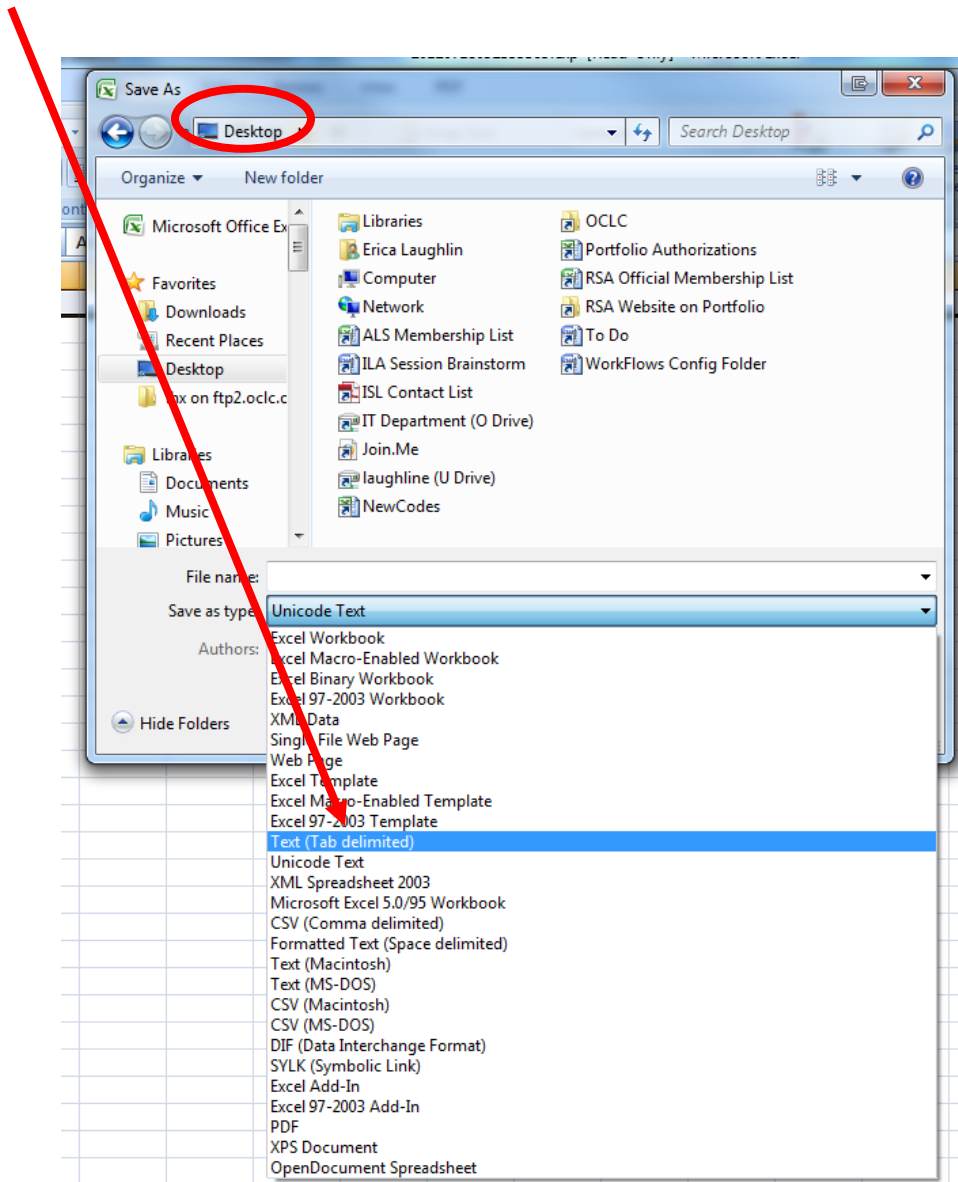 Save As
Desktop
Search Desktop
Organize
New folder
Microsoft Office Ex
Favorites
Downloads
Recent Places
Desktop
on ftp2.oclc.c
Libraries
Documents
Music
Pictures
Libraries
Erica Laughlin
Computer
Network
ALS Membership List
ILA Session Brainstorm
ISL Contact List
IT Department (O Drive)
Join.Me
laughline (U Drive)
NewCodes
OCLC
Portfolio Authorizations
RSA Official Membership List
RSA Website on Portfolio
To Do
WorkFlows Config Folder
File name:
Save as type: Unicode Text
Authors:
Hide Folders
Excel Workbook
Excel Macro-Enabled Workbook
Excel Binary Workbook
Excel 97-2003 Workbook
XML Data
Single File Web Page
Web Page
Excel Template
Excel Macro-Enabled Template
Excel 97-2003 Template
Text (Tab delimited)
Unicode Text
XML Spreadsheet 2003
Microsoft Excel 5.0/95 Workbook
CSV (Comma delimited)
Formatted Text (Space delimited)
Text (Macintosh)
Text (MS-DOS)
CSV (Macintosh)
CSV (MS-DOS)
DIF (Data Interchange Format)
SYLK (Symbolic Link)
Excel Add-In
Excel 97-2003 Add-In
PDF
XPS Document
OpenDocument Spreadsheet